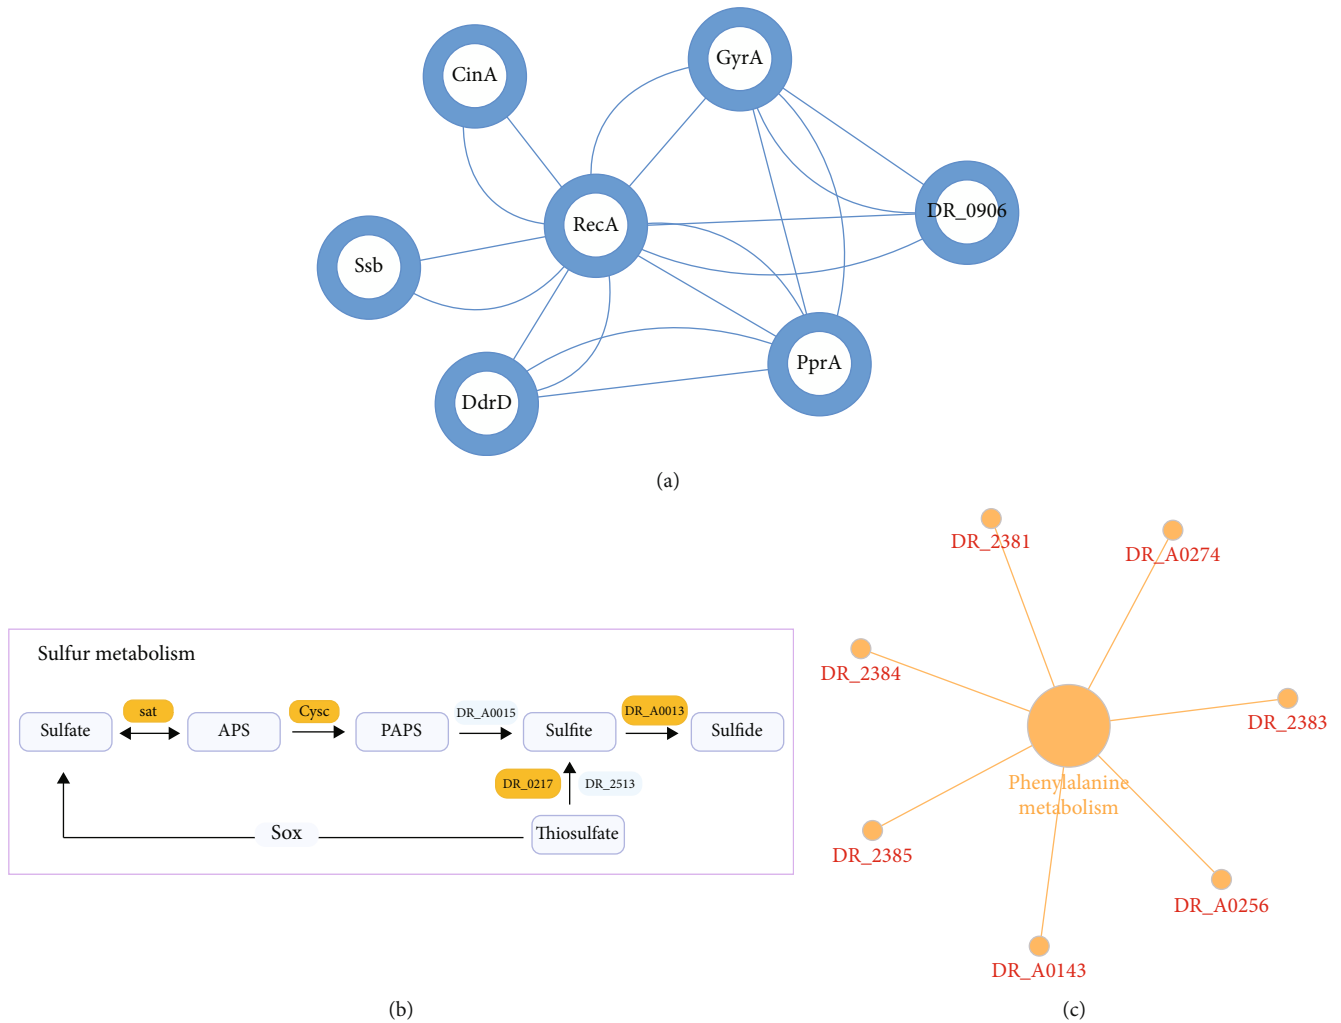 CinA
GyrA
DR_0906
RecA
Ssb
DdrD
PprA
(a)
Sulfur metabolism
Sulfate
sat
APS
Cysc
PAPS
DR_A0015
Sulfite
DR_A0013
Sulfide
DR_0217
DR_2513
Sox
Thiosulfate
(b)
DR_2381
DR_A0274
DR_2384
DR_2383
Phenylalanine
metabolism
DR_2385
DR_A0256
DR_A0143
(c)